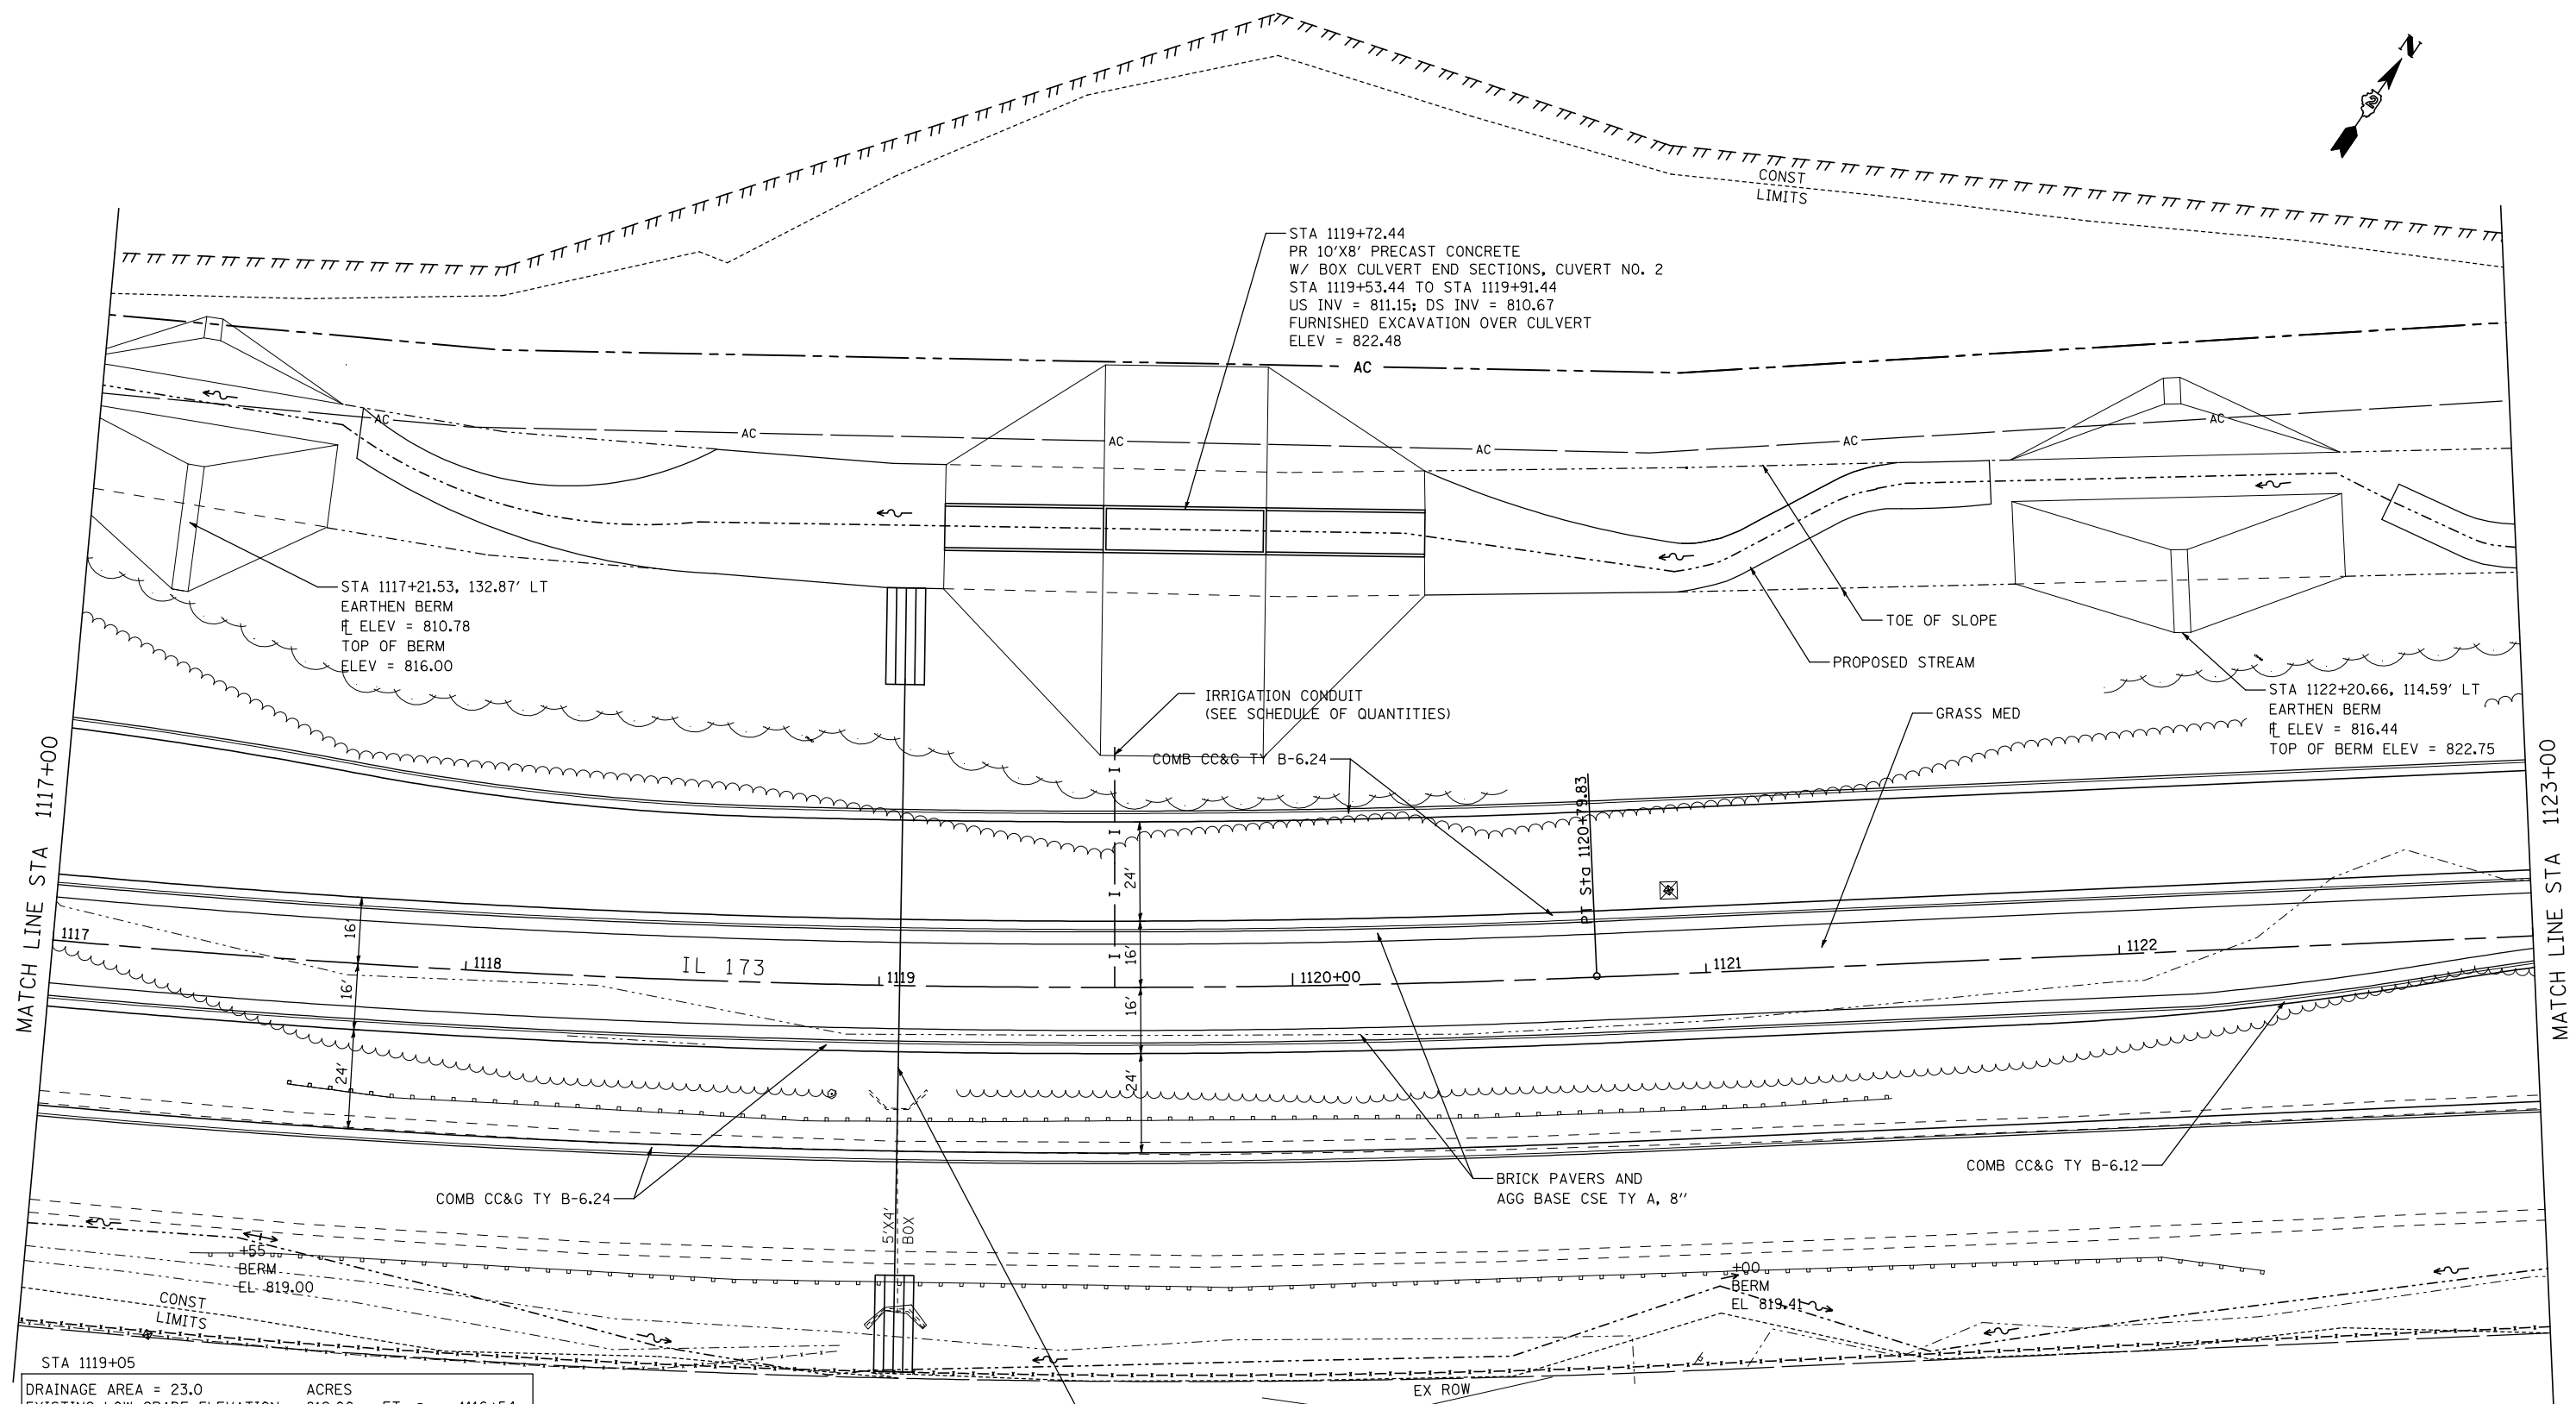 N
2
CONST
LIMITS
STA 1119+72.44
PR 10'X8' PRECAST CONCRETE
W/ BOX CULVERT END SECTIONS, CUVERT NO. 2
STA 1119+53.44 TO STA 1119+91.44
US INV = 811.15; DS INV = 810.67
FURNISHED EXCAVATION OVER CULVERT
ELEV = 822.48
AC
AC
AC
AC
AC
AC
AC
STA 1117+21.53, 132.87' LT
EARTHEN BERM
℄ ELEV = 810.78
TOP OF BERM
ELEV = 816.00
TOE OF SLOPE
PROPOSED STREAM
IRRIGATION CONDUIT
(SEE SCHEDULE OF QUANTITIES)
STA 1122+20.66, 114.59' LT
EARTHEN BERM
℄ ELEV = 816.44
TOP OF BERM ELEV = 822.75
GRASS MED
COMB CC&G TY B-6.24
MATCH LINE STA 1117+00
MATCH LINE STA 1123+00
PT Sta 1120+79.83
I
I
I
I
24'
16'
16'
24'
16'
16'
24'
1117
1118
IL 173
1119
1120+00
1121
1122
COMB CC&G TY B-6.24
BRICK PAVERS AND
AGG BASE CSE TY A, 8"
COMB CC&G TY B-6.12
5'X4'
BOX
+55
BERM
EL 819.00
+00
BERM
EL 819.41
CONST
LIMITS
EX ROW
STA 1119+05
DRAINAGE AREA = 23.0 ACRES